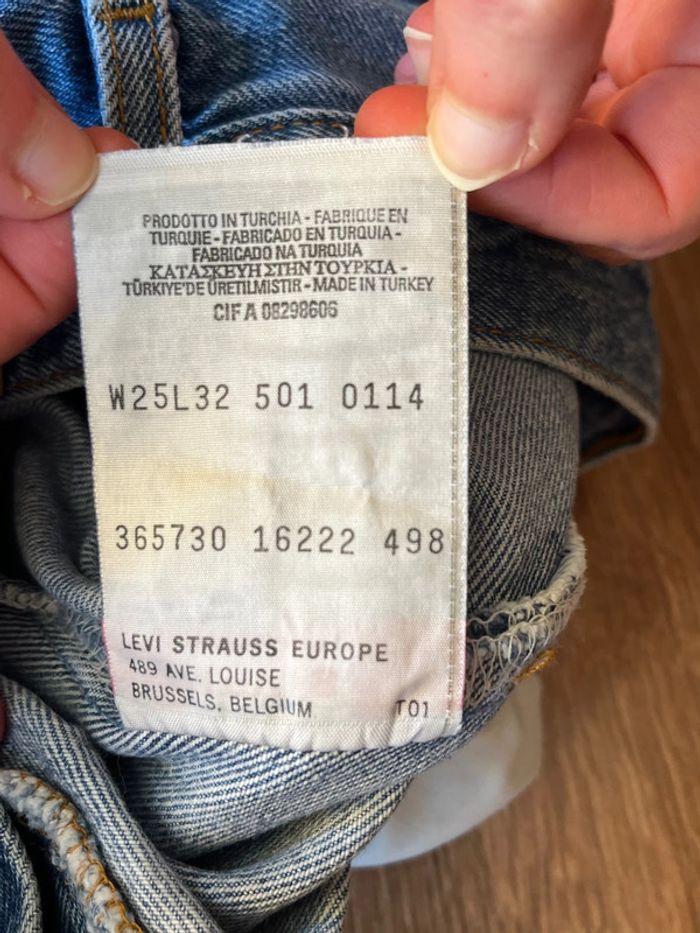 PRODOTTO IN TURCHIA - FABRIQUE EN
TURQUIE - FABRICADO EN TURQUIA -
FABRICADO NA TURQUIA
ΚΑΤΑΣΚΕΥΗ ΣΤΗΝ ΤΟΥΡΚΙΑ -
TÜRKIYE'DE ÜRETILMISTIR - MADE IN TURKEY
CIF A 08298606
W25L32 501 0114
365730 16222 498
LEVI STRAUSS EUROPE
489 AVE. LOUISE
BRUSSELS, BELGIUM T01